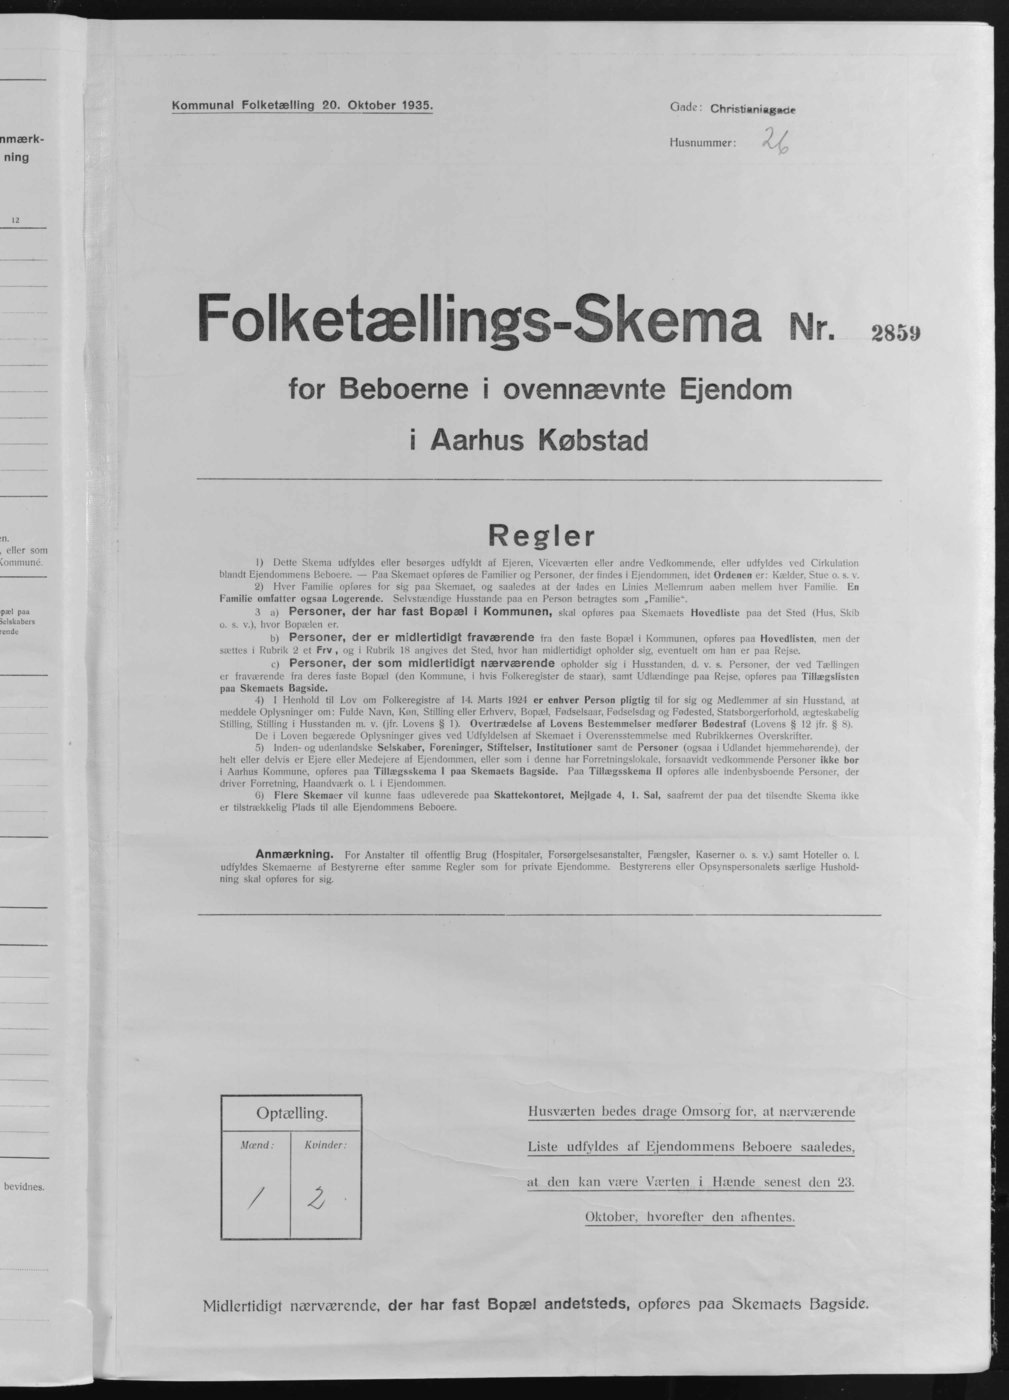 nmærk-
ning
12
en.
, eller som
Kommune.
pæl paa
Selskabers
rende
bevidnes.
Kommunal Folketælling 20. Oktober 1935.
Gade: Christianiagade
Husnummer: 26
Folketællings-Skema Nr. 2859
for Beboerne i ovennævnte Ejendom
i Aarhus Købstad
Regler
1) Dette Skema udfyldes eller besørges udfyldt af Ejeren, Viceværten eller andre Vedkommende, eller udfyldes ved Cirkulation
blandt Ejendommens Beboere. — Paa Skemaet opføres de Familier og Personer, der findes i Ejendommen, idet Ordenen er: Kælder, Stue o. s. v.
2) Hver Familie opføres for sig paa Skemaet, og saaledes at der lades en Linies Mellemrum aaben mellem hver Familie. En
Familie omfatter ogsaa Logerende. Selvstændige Husstande paa en Person betragtes som „Familie“.
3 a) Personer, der har fast Bopæl i Kommunen, skal opføres paa Skemaets Hovedliste paa det Sted (Hus, Skib
o. s. v.), hvor Bopælen er.
b) Personer, der er midlertidigt fraværende fra den faste Bopæl i Kommunen, opføres paa Hovedlisten, men der
sættes i Rubrik 2 et Frv., og i Rubrik 18 angives det Sted, hvor han midlertidigt opholder sig, eventuelt om han er paa Rejse.
c) Personer, der som midlertidigt nærværende opholder sig i Husstanden, d. v. s. Personer, der ved Tællingen
er fraværende fra deres faste Bopæl (den Kommune, i hvis Folkeregister de staar), samt Udlændinge paa Rejse, opføres paa Tillægslisten
paa Skemaets Bagside.
4) I Henhold til Lov om Folkeregistre af 14. Marts 1924 er enhver Person pligtig til for sig og Medlemmer af sin Husstand, at
meddele Oplysninger om: Fulde Navn, Køn, Stilling eller Erhverv, Bopæl, Fødselsaar, Fødselsdag og Fødested, Statsborgerforhold, ægteskabelig
Stilling, Stilling i Husstanden m. v. (jfr. Lovens § 1). Overtrædelse af Lovens Bestemmelser medfører Bødestraf (Lovens § 12 jfr. § 8).
De i Loven begærede Oplysninger gives ved Udfyldelsen af Skemaet i Overensstemmelse med Rubrikkernes Overskrifter.
5) Inden- og udenlandske Selskaber, Foreninger, Stiftelser, Institutioner samt de Personer (ogsaa i Udlandet hjemmehørende), der
helt eller delvis er Ejere eller Medejere af Ejendommen, eller som i denne har Forretningslokale, forsaavidt vedkommende Personer ikke bor
i Aarhus Kommune, opføres paa Tillægsskema I paa Skemaets Bagside. Paa Tillægsskema II opføres alle indenbysboende Personer, der
driver Forretning, Haandværk o. l. i Ejendommen.
6) Flere Skemaer vil kunne faas udleverede paa Skattekontoret, Mejlgade 4, 1. Sal, saafremt der paa det tilsendte Skema ikke
er tilstrækkelig Plads til alle Ejendommens Beboere.
Anmærkning. For Anstalter til offentlig Brug (Hospitaler, Forsørgelsesanstalter, Fængsler, Kaserner o. s. v.) samt Hoteller o. l.
udfyldes Skemaerne af Bestyrerne efter samme Regler som for private Ejendomme. Bestyrerens eller Opsynspersonalets særlige Hushold-
ning skal opføres for sig.
Optælling.
Mænd: Kvinder:
1 2
Husværten bedes drage Omsorg for, at nærværende
Liste udfyldes af Ejendommens Beboere saaledes,
at den kan være Værten i Hænde senest den 23.
Oktober, hvorefter den afhentes.
Midlertidigt nærværende, der har fast Bopæl andetsteds, opføres paa Skemaets Bagside.